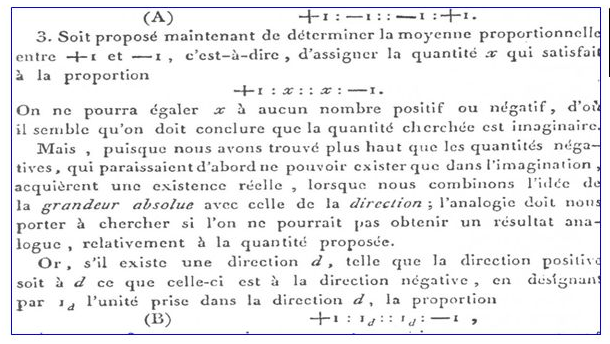 (A) +1 : —1 :: —1 : +1.
3. Soit proposé maintenant de déterminer la moyenne proportionnelle
entre +1 et —1, c'est-à-dire, d'assigner la quantité x qui satisfait
à la proportion
+1 : x :: x : —1.
On ne pourra égaler x à aucun nombre positif ou négatif, d'où
il semble qu'on doit conclure que la quantité cherchée est imaginaire.
Mais, puisque nous avons trouvé plus haut que les quantités néga-
tives, qui paraissaient d'abord ne pouvoir exister que dans l'imagination,
acquièrent une existence réelle, lorsque nous combinons l'idée de
la grandeur absolue avec celle de la direction ; l'analogie doit nous
porter à chercher si l'on ne pourrait pas obtenir un résultat ana-
logue, relativement à la quantité proposée.
Or, s'il existe une direction d, telle que la direction positive
soit à d ce que celle-ci est à la direction négative, en désignant
par 1d l'unité prise dans la direction d, la proportion
(B) +1 : 1d :: 1d : —1,